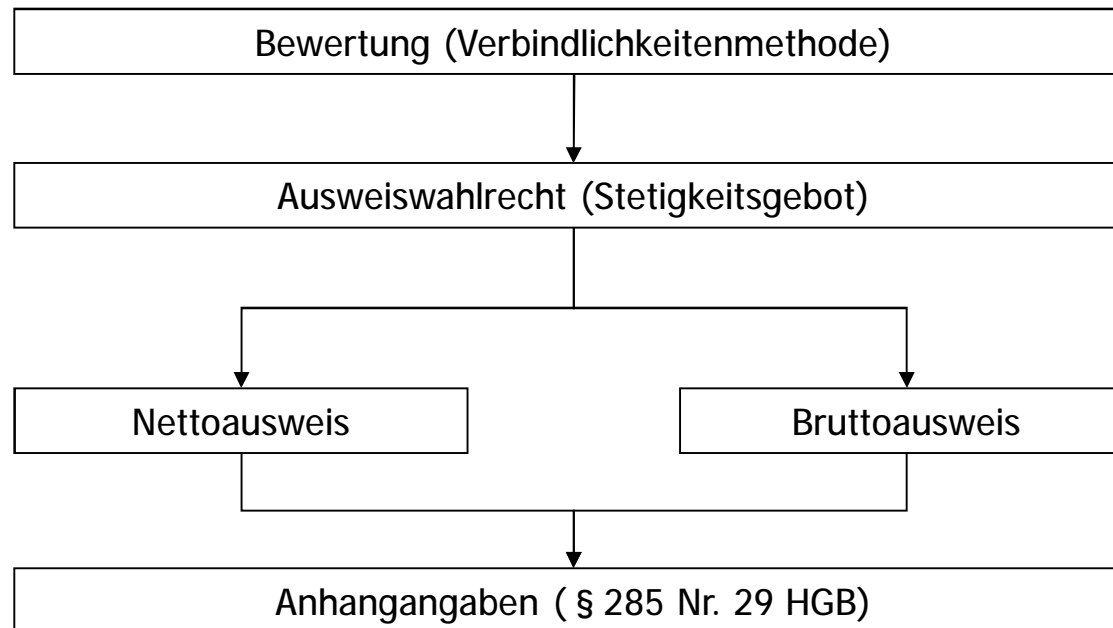 Bewertung (Verbindlichkeitenmethode)
Ausweiswahlrecht (Stetigkeitsgebot)
Nettoausweis
Bruttoausweis
Anhangangaben ( § 285 Nr. 29 HGB)